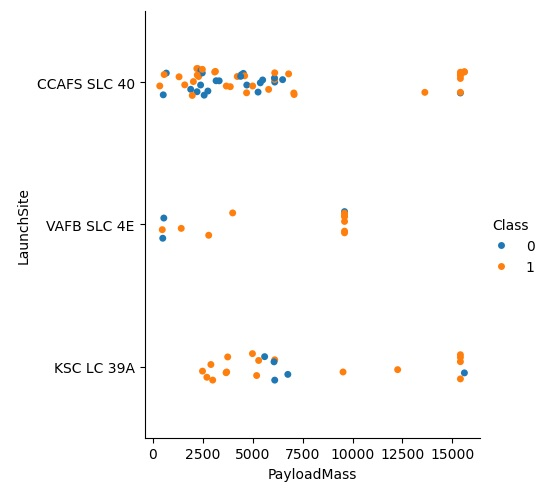 CCAFS SLC 40
VAFB SLC 4E
KSC LC 39A
LaunchSite
0 2500 5000 7500 10000 12500 15000
PayloadMass
Class
0
1